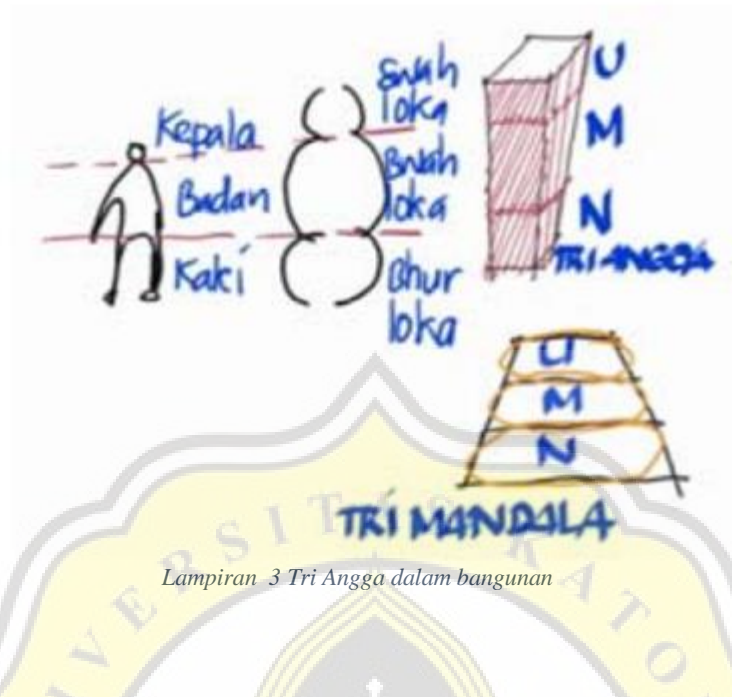 Kepala
Badan
Kaki
Swah
loka
Bwah
loka
Bhur
loka
U
M
N
TRI ANGGA
U
M
N
TRI MANDALA
Lampiran 3 Tri Angga dalam bangunan